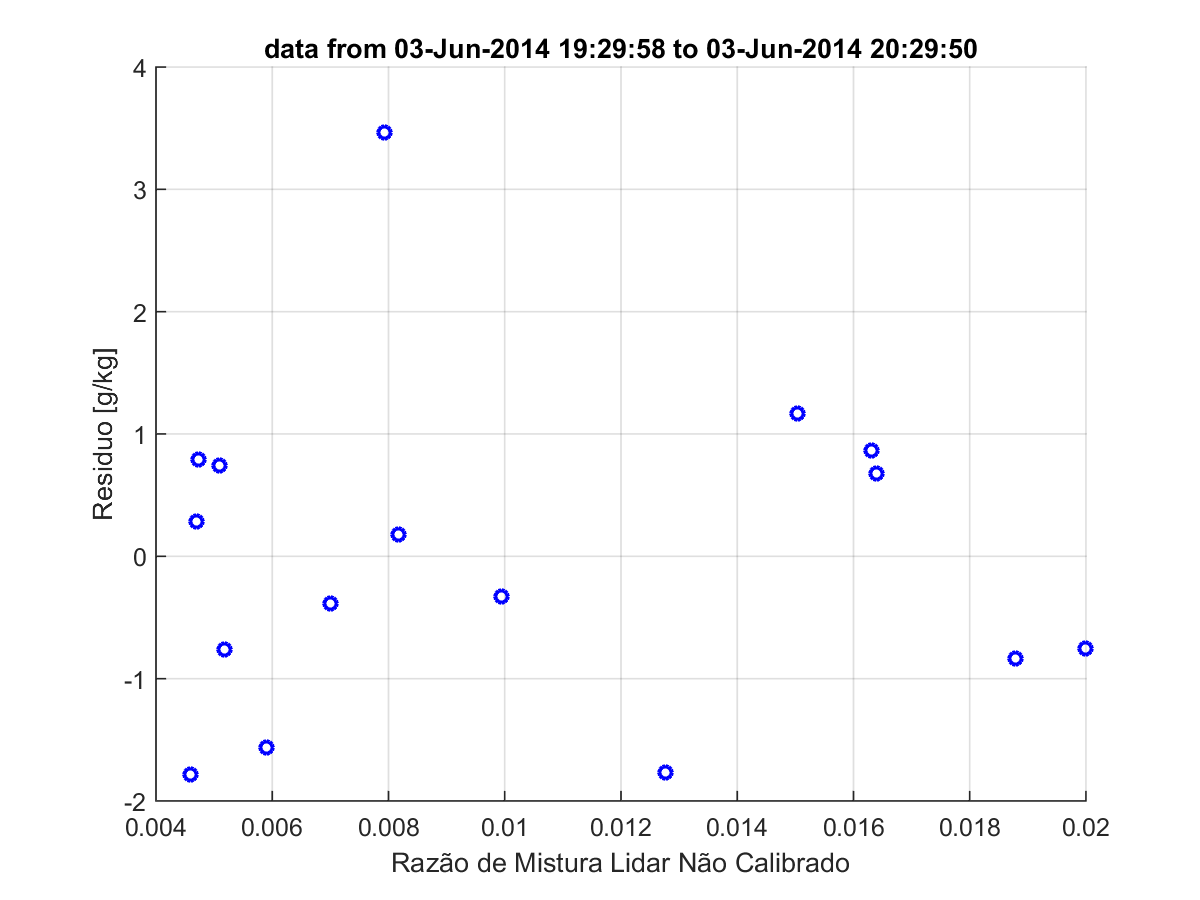 data from 03-Jun-2014 19:29:58 to 03-Jun-2014 20:29:50
4
3
2
1
0
-1
-2
Residuo [g/kg]
0.004 0.006 0.008 0.01 0.012 0.014 0.016 0.018 0.02
Razão de Mistura Lidar Não Calibrado